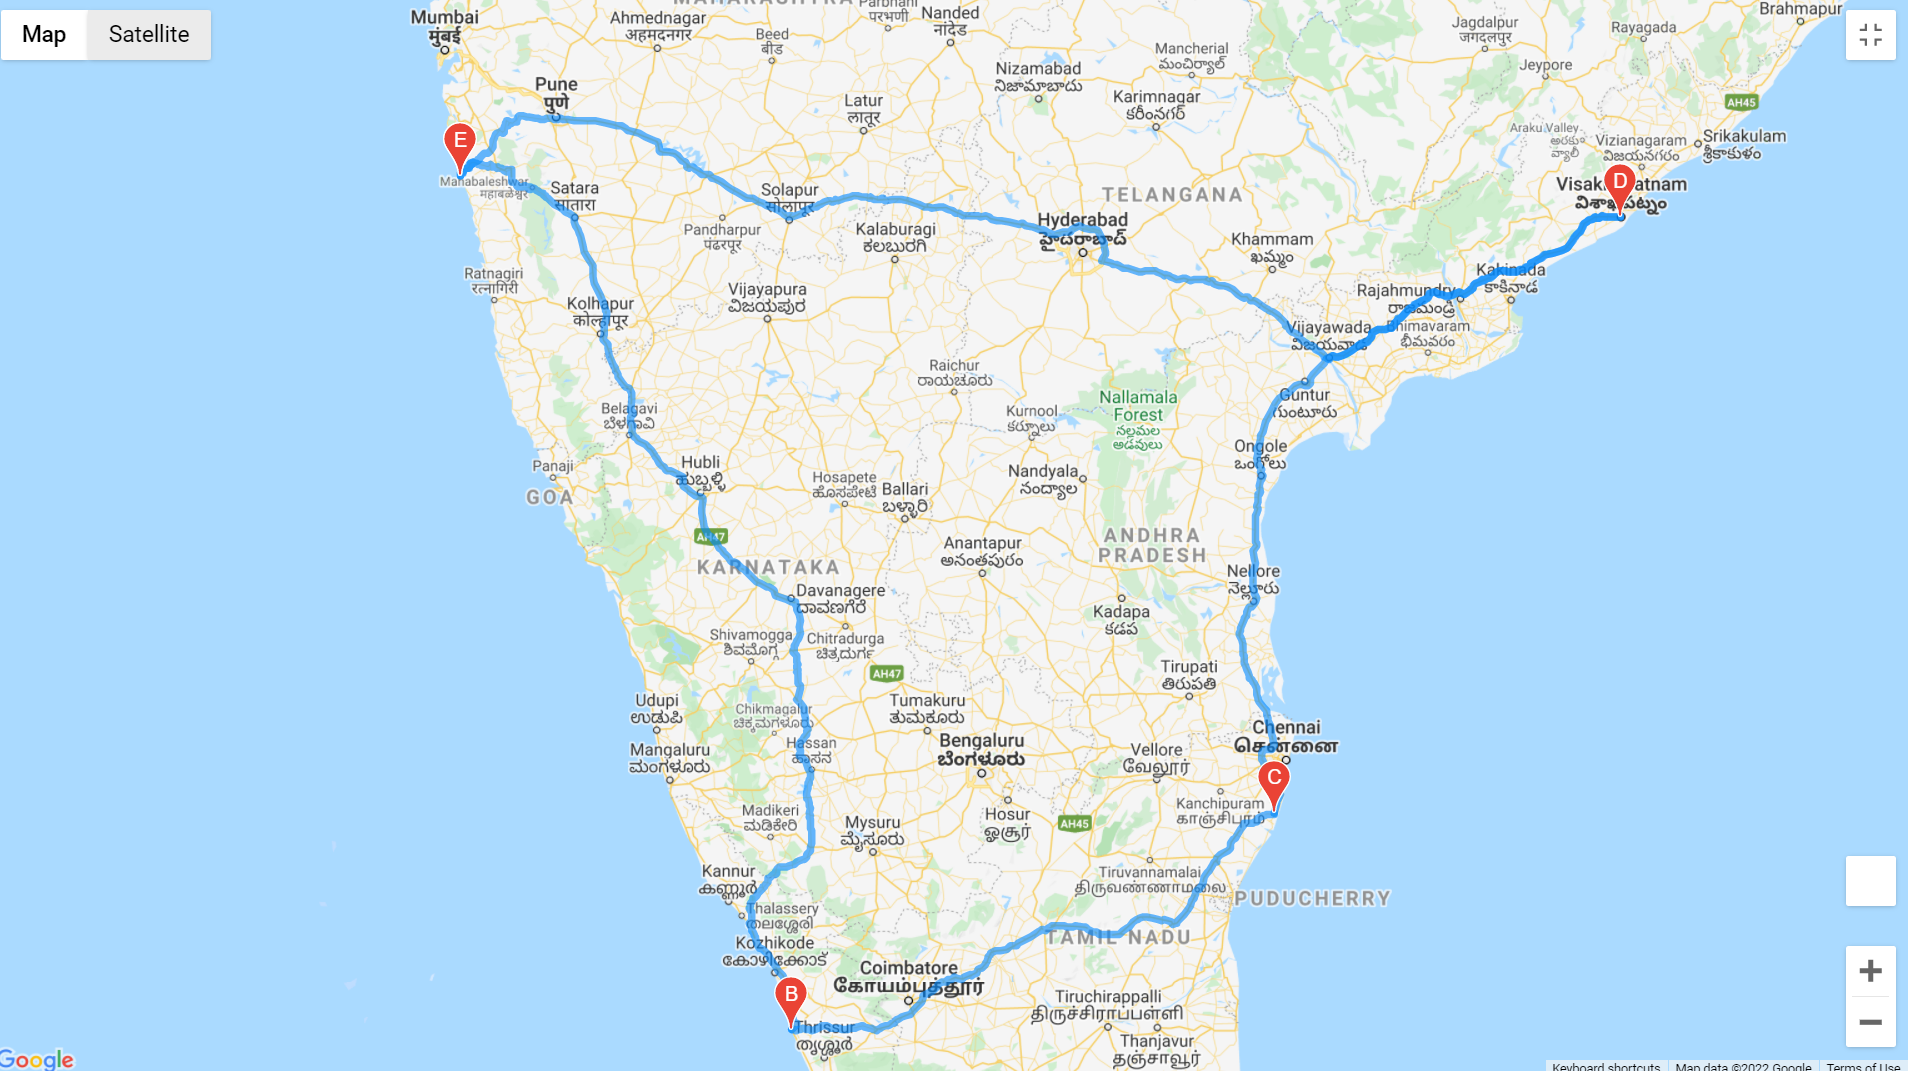 Map
Satellite
Mumbai
मुंबई
MAHARASHTRA
Ahmednagar
अहमदनगर
Beed
बीड
Parbhani
परभणी
Nanded
नांदेड
Brahmapur
Jagdalpur
जगदलपुर
Rayagada
Mancherial
మంచిర్యాల్
Jeypore
Nizamabad
నిజామాబాదు
Pune
पुणे
Latur
लातूर
Karimnagar
కరీంనగర్
AH45
Araku Valley
అరకు
వ్యాలీ
Vizianagaram
విజయనగరం
Srikakulam
శ్రీకాకుళం
E
Mahabaleshwar
महाबळेश्वर
Satara
सातारा
Solapur
सोलापूर
TELANGANA
D
Visakhapatnam
విశాఖపట్నం
Pandharpur
पंढरपूर
Kalaburagi
ಕಲಬುರಗಿ
Hyderabad
హైదరాబాద్
Khammam
ఖమ్మం
Ratnagiri
रत्नागिरी
Kakinada
కాకినాడ
Vijayapura
ವಿಜಯಪುರ
Rajahmundry
రాజమండ్రి
Kolhapur
कोल्हापूर
Vijayawada
విజయవాడ
Bhimavaram
భీమవరం
Raichur
ರಾಯಚೂರು
Nallamala
Forest
నల్లమల
అడవులు
Guntur
గుంటూరు
Belagavi
ಬೆಳಗಾವಿ
Kurnool
కర్నూలు
Ongole
ఒంగోలు
Panaji
पणजी
GOA
Hubli
ಹುಬ್ಬಳ್ಳಿ
Hosapete
ಹೊಸಪೇಟೆ
Ballari
ಬಳ್ಳಾರಿ
Nandyala
నంద్యాల
AH47
Anantapur
అనంతపురం
ANDHRA
PRADESH
KARNATAKA
Nellore
నెల్లూరు
Davanagere
ದಾವಣಗೆರೆ
Kadapa
కడప
Shivamogga
ಶಿವಮೊಗ್ಗ
Chitradurga
ಚಿತ್ರದುರ್ಗ
AH47
Tirupati
తిరుపతి
Udupi
ಉಡುಪಿ
Chikmagalur
ಚಿಕ್ಕಮಗಳೂರು
Tumakuru
ತುಮಕೂರು
Chennai
சென்னை
Mangaluru
ಮಂಗಳೂರು
Hassan
ಹಾಸನ
Bengaluru
ಬೆಂಗಳೂರು
Vellore
வேலூர்
C
Madikeri
ಮಡಿಕೇರಿ
Mysuru
ಮೈಸೂರು
Hosur
ஓசூர்
AH45
Kanchipuram
காஞ்சிபுரம்
Kannur
കണ്ണൂർ
Tiruvannamalai
திருவண்ணாமலை
PUDUCHERRY
Thalassery
തലശ്ശേരി
Kozhikode
കോഴിക്കോട്
TAMIL NADU
Coimbatore
கோயம்புத்தூர்
B
Tiruchirappalli
திருச்சிராப்பள்ளி
Thrissur
തൃശ്ശൂർ
Thanjavur
தஞ்சாவூர்
Google
Keyboard shortcuts
Map data ©2022 Google
Terms of Use